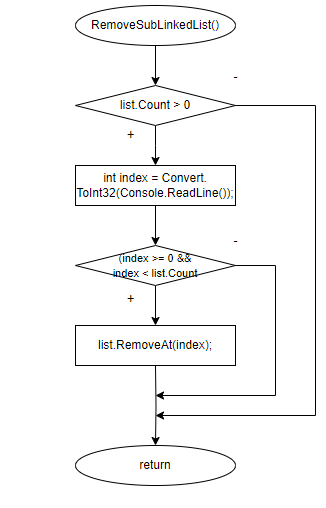 RemoveSubLinkedList()
-
list.Count > 0
+
int index = Convert.
ToInt32(Console.ReadLine());
-
(index >= 0 &&
index < list.Count
+
list.RemoveAt(index);
return